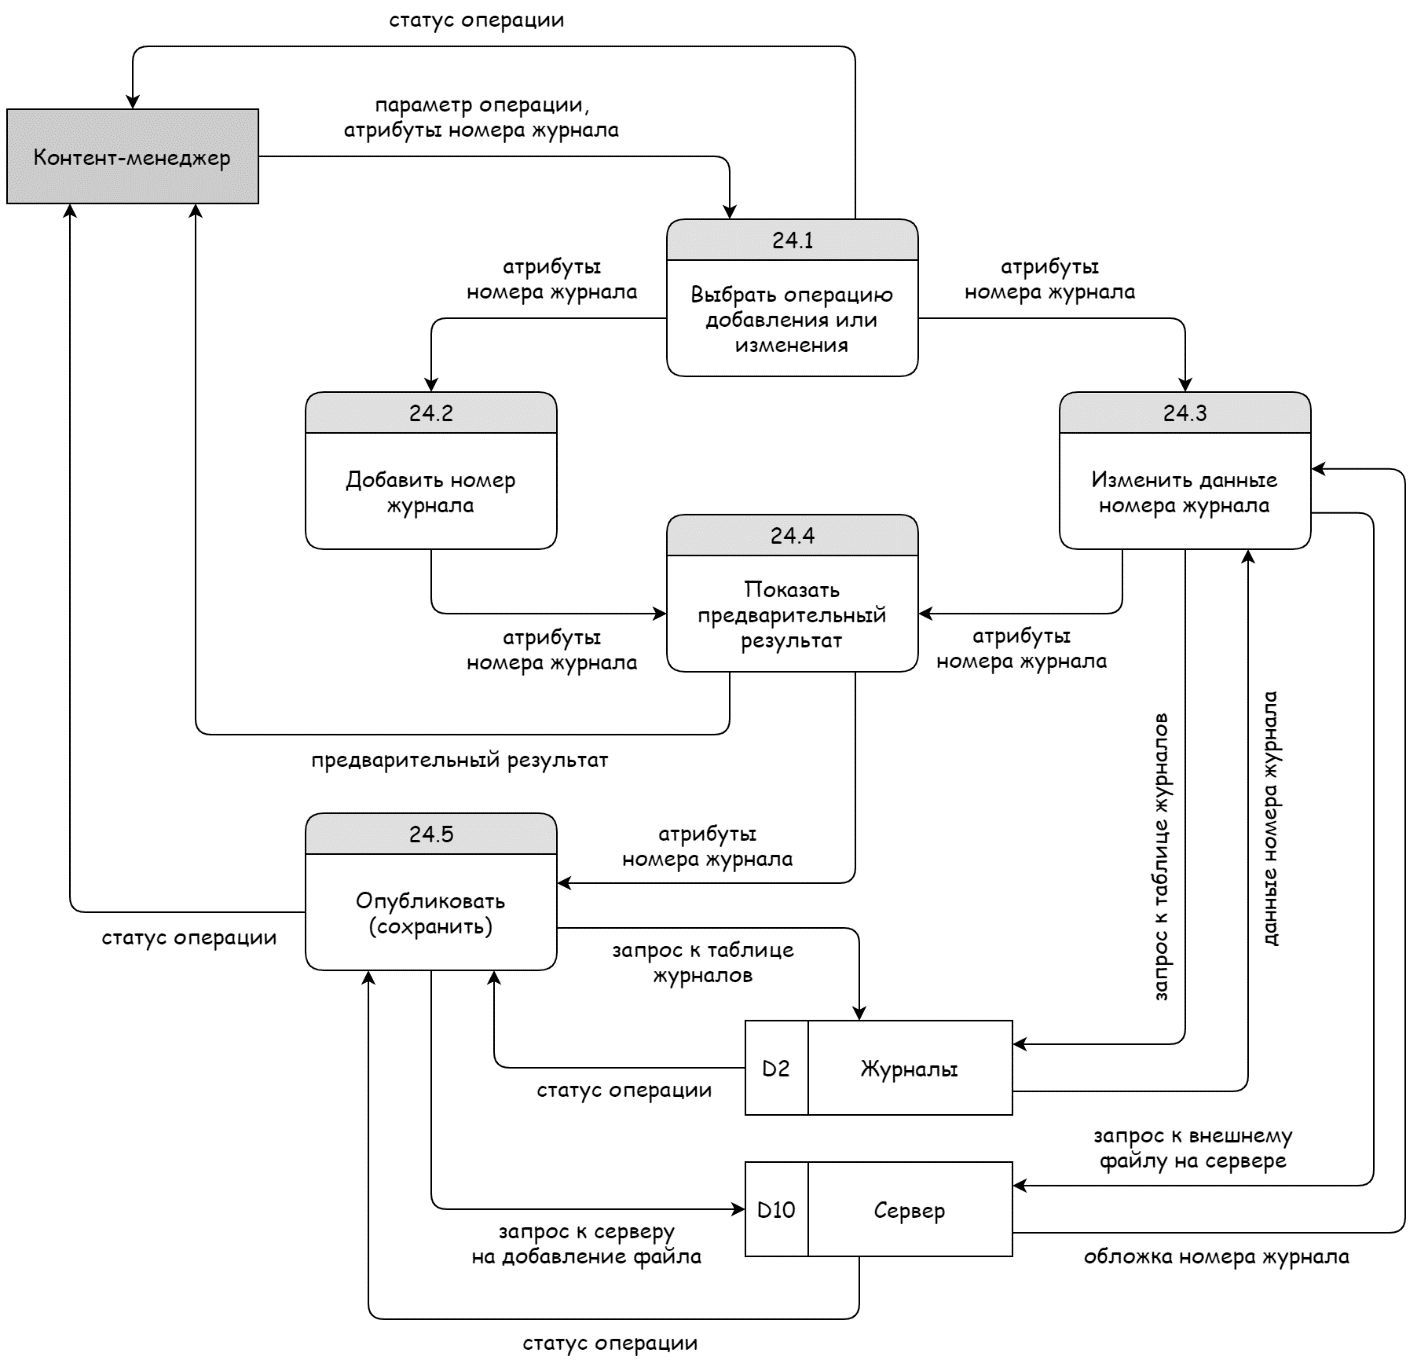 статус операции
параметр операции,
атрибуты номера журнала
Контент-менеджер
24.1
Выбрать операцию
добавления или
изменения
атрибуты
номера журнала
атрибуты
номера журнала
24.2
Добавить номер
журнала
24.3
Изменить данные
номера журнала
24.4
Показать
предварительный
результат
атрибуты
номера журнала
атрибуты
номера журнала
предварительный результат
запрос к таблице журналов
данные номера журнала
24.5
Опубликовать
(сохранить)
атрибуты
номера журнала
статус операции
запрос к таблице
журналов
D2
Журналы
статус операции
запрос к внешнему
файлу на сервере
D10
Сервер
запрос к серверу
на добавление файла
обложка номера журнала
статус операции